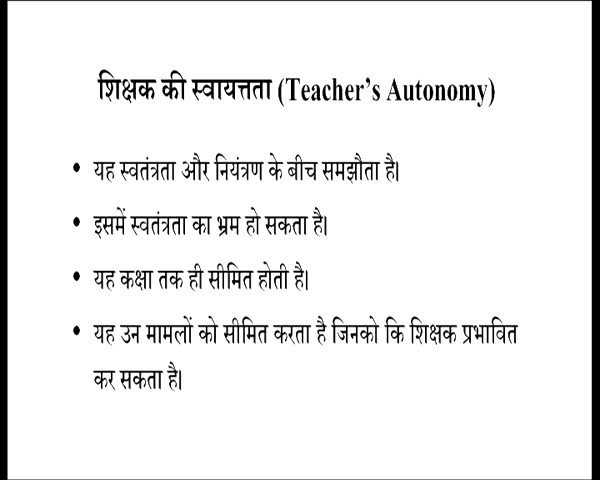 शिक्षक की स्वायत्तता (Teacher's Autonomy)
• यह स्वतंत्रता और नियंत्रण के बीच समझौता है।
• इसमें स्वतंत्रता का भ्रम हो सकता है।
• यह कक्षा तक ही सीमित होती है।
• यह उन मामलों को सीमित करता है जिनको कि शिक्षक प्रभावित
कर सकता है।